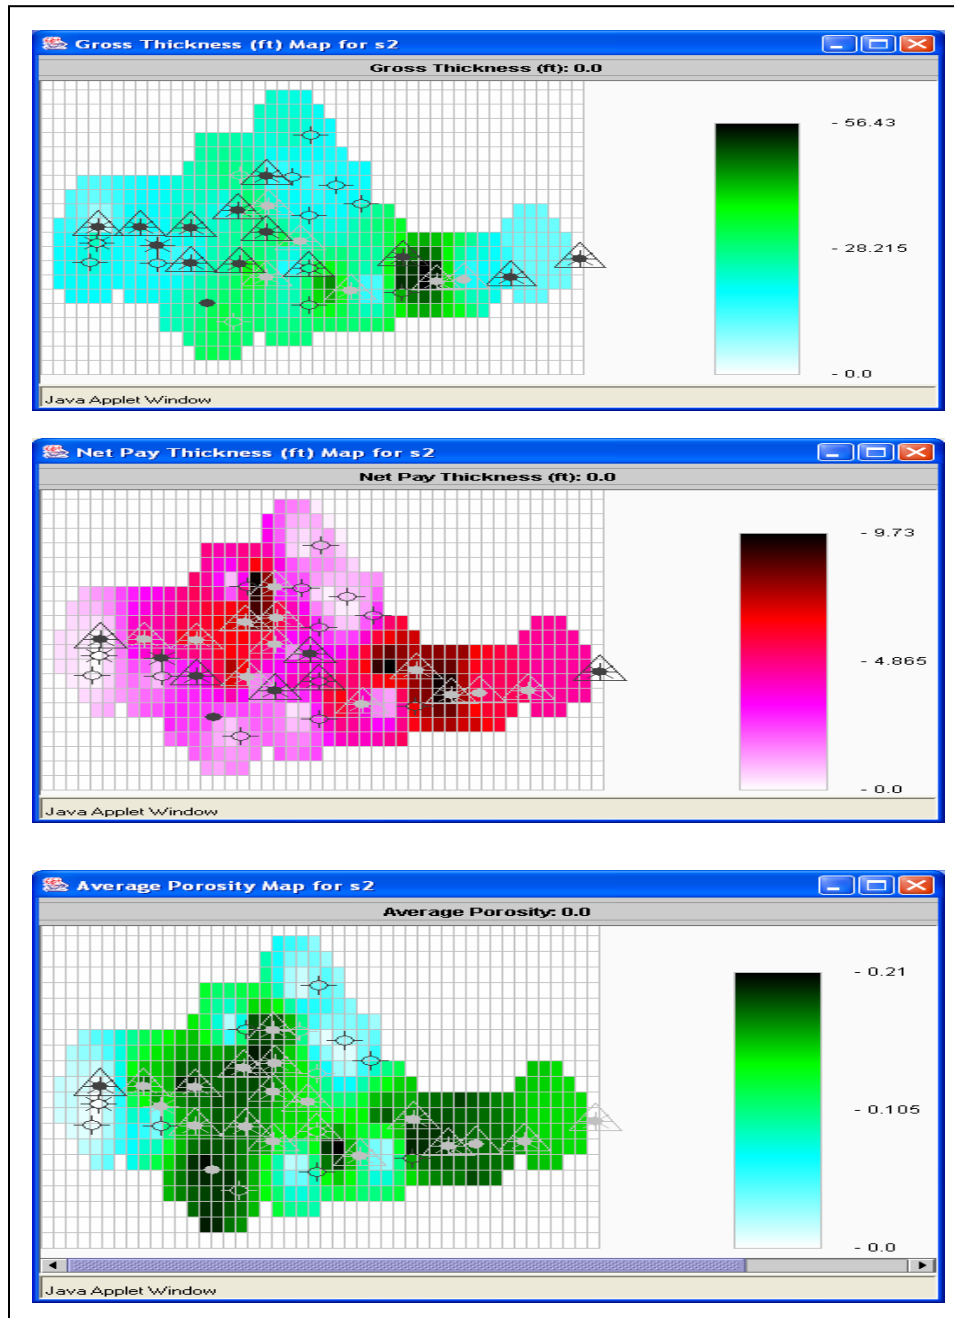 Gross Thickness (ft) Map for s2
Gross Thickness (ft): 0.0
- 56.43
- 28.215
- 0.0
Java Applet Window
Net Pay Thickness (ft) Map for s2
Net Pay Thickness (ft): 0.0
- 9.73
- 4.865
- 0.0
Java Applet Window
Average Porosity Map for s2
Average Porosity: 0.0
- 0.21
- 0.105
- 0.0
Java Applet Window